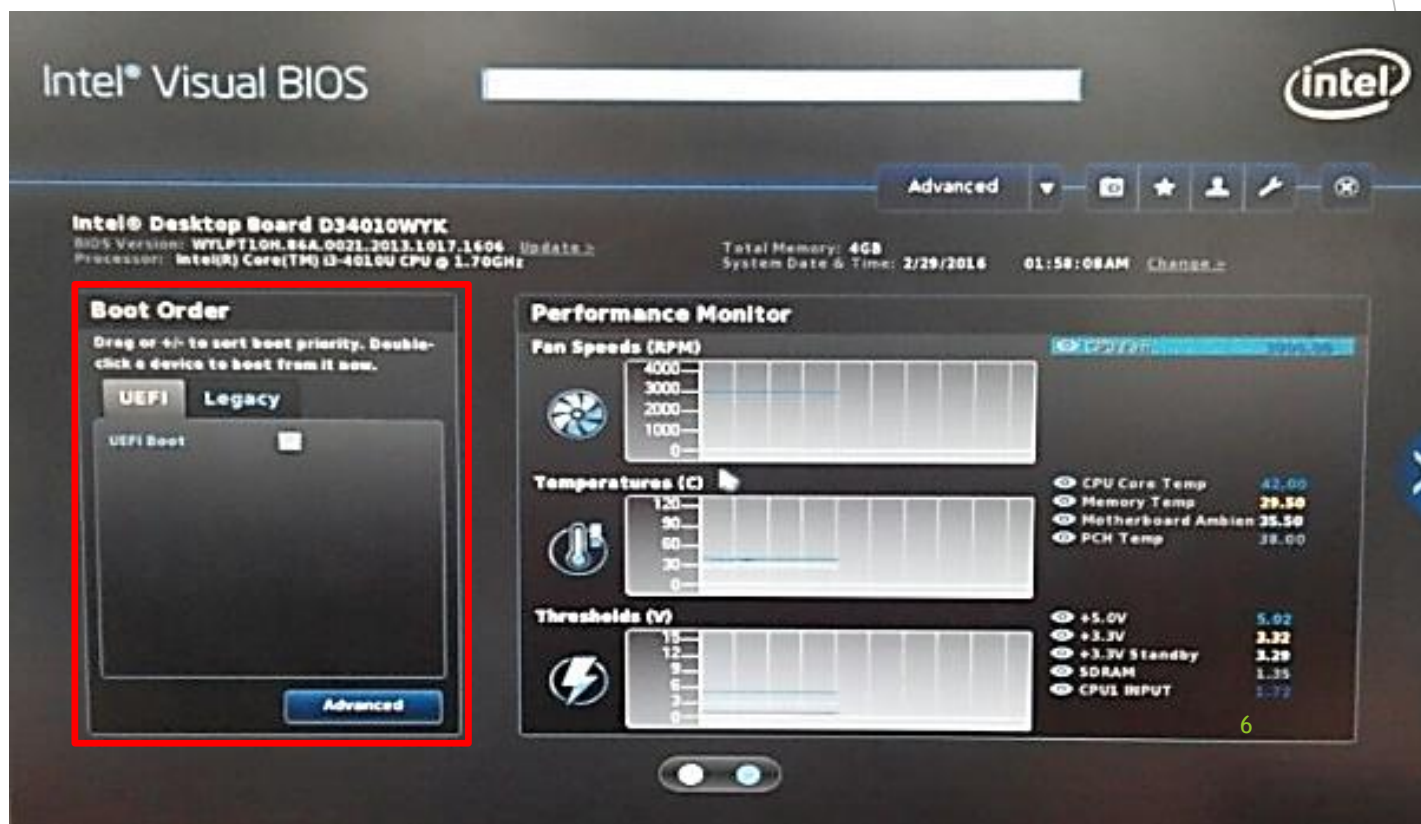 Intel® Visual BIOS
intel
Advanced
Intel® Desktop Board D34010WYK
BIOS Version: WYLPT10H.86A.0021.2013.1017.1606 Update >
Processor: Intel(R) Core(TM) i3-4010U CPU @ 1.70GHz
Total Memory: 4GB
System Date & Time: 2/29/2016 01:58:08AM Change >
Boot Order
Drag or +/- to sort boot priority. Double-
click a device to boot from it now.
UEFI Legacy
UEFI Boot
Advanced
Performance Monitor
Fan Speeds (RPM)
4000
3000
2000
1000
0
CPU Fan
Temperatures (C)
120
90
60
30
0
CPU Core Temp 42.00
Memory Temp 29.50
Motherboard Ambien 35.50
PCH Temp 38.00
Thresholds (V)
15
12
9
6
3
0
+5.0V 5.02
+3.3V 3.32
+3.3V Standby 3.29
SDRAM 1.35
CPU1 INPUT 1.72
6